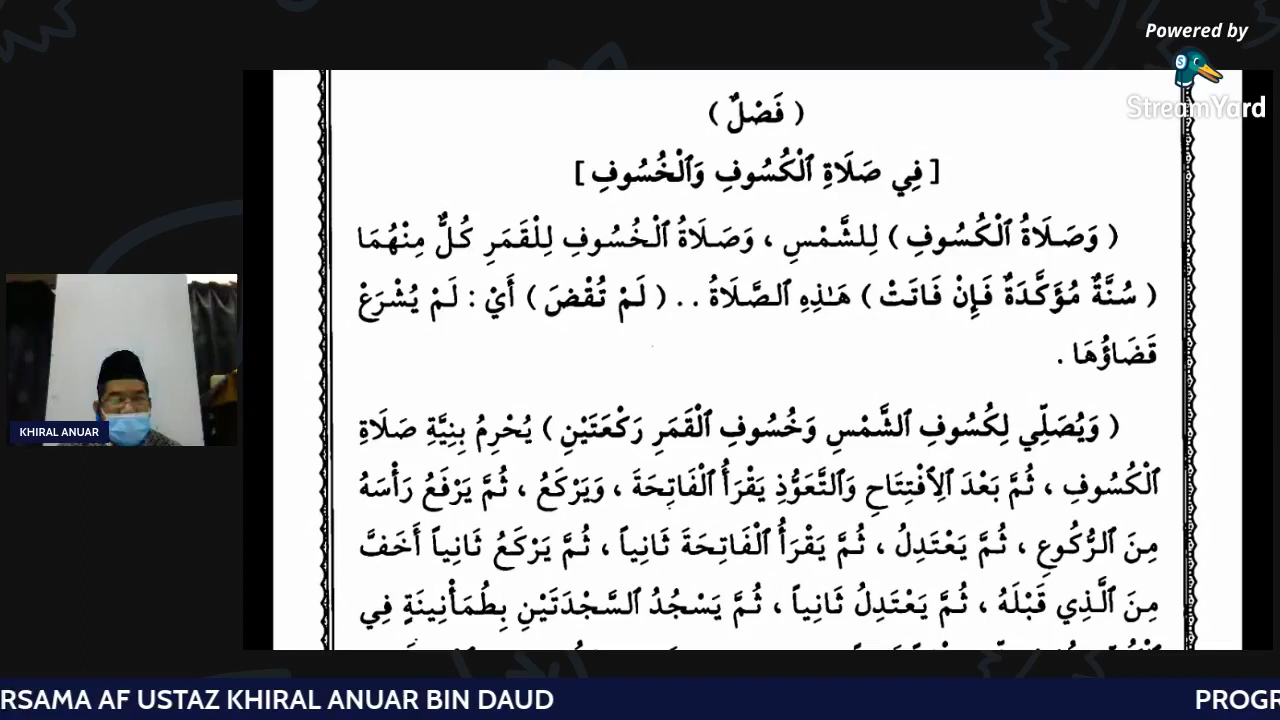 Powered by
StreamYard
( فَصْلٌ )
[ فِي صَلَاةِ ٱلْكُسُوفِ وَٱلْخُسُوفِ ]
( وَصَلَاةُ ٱلْكُسُوفِ ) لِلشَّمْسِ ، وَصَلَاةُ ٱلْخُسُوفِ لِلْقَمَرِ كُلٌّ مِنْهُمَا
( سُنَّةٌ مُؤَكَّدَةٌ فَإِنْ فَاتَتْ ) هَـٰذِهِ ٱلصَّلَاةُ .. ( لَمْ تُقْضَ ) أَيْ : لَمْ يُشْرَعْ
قَضَاؤُهَا .
( وَيُصَلِّي لِكُسُوفِ ٱلشَّمْسِ وَخُسُوفِ ٱلْقَمَرِ رَكْعَتَيْنِ ) يُحْرِمُ بِنِيَّةِ صَلَاةِ
ٱلْكُسُوفِ ، ثُمَّ بَعْدَ ٱلِٱفْتِتَاحِ وَٱلتَّعَوُّذِ يَقْرَأُ ٱلْفَاتِحَةَ ، وَيَرْكَعُ ، ثُمَّ يَرْفَعُ رَأْسَهُ
مِنَ ٱلرُّكُوعِ ، ثُمَّ يَعْتَدِلُ ، ثُمَّ يَقْرَأُ ٱلْفَاتِحَةَ ثَانِياً ، ثُمَّ يَرْكَعُ ثَانِياً أَخَفَّ
مِنَ ٱلَّذِي قَبْلَهُ ، ثُمَّ يَعْتَدِلُ ثَانِياً ، ثُمَّ يَسْجُدُ ٱلسَّجْدَتَيْنِ بِطُمَأْنِينَةٍ فِي
KHIRAL ANUAR
RSAMA AF USTAZ KHIRAL ANUAR BIN DAUD
PROGR